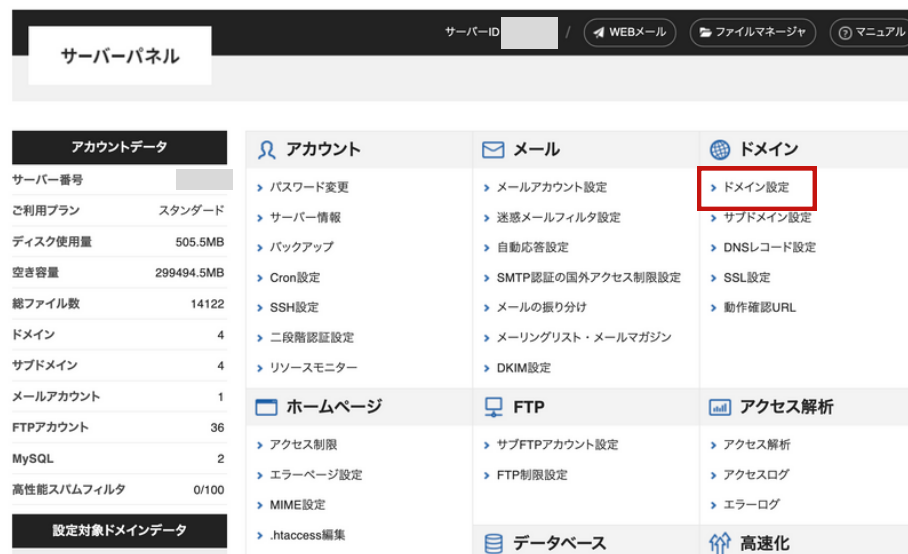 サーバーパネル
サーバーID / WEBメール ファイルマネージャ ? マニュアル
アカウントデータ
サーバー番号
ご利用プラン スタンダード
ディスク使用量 505.5MB
空き容量 299494.5MB
総ファイル数 14122
ドメイン 4
サブドメイン 4
メールアカウント 1
FTPアカウント 36
MySQL 2
高性能スパムフィルタ 0/100
設定対象ドメインデータ
アカウント
パスワード変更
サーバー情報
バックアップ
Cron設定
SSH設定
二段階認証設定
リソースモニター
メール
メールアカウント設定
迷惑メールフィルタ設定
自動応答設定
SMTP認証の国外アクセス制限設定
メールの振り分け
メーリングリスト・メールマガジン
DKIM設定
ドメイン
ドメイン設定
サブドメイン設定
DNSレコード設定
SSL設定
動作確認URL
ホームページ
アクセス制限
エラーページ設定
MIME設定
.htaccess編集
FTP
サブFTPアカウント設定
FTP制限設定
データベース
アクセス解析
アクセス解析
アクセスログ
エラーログ
高速化